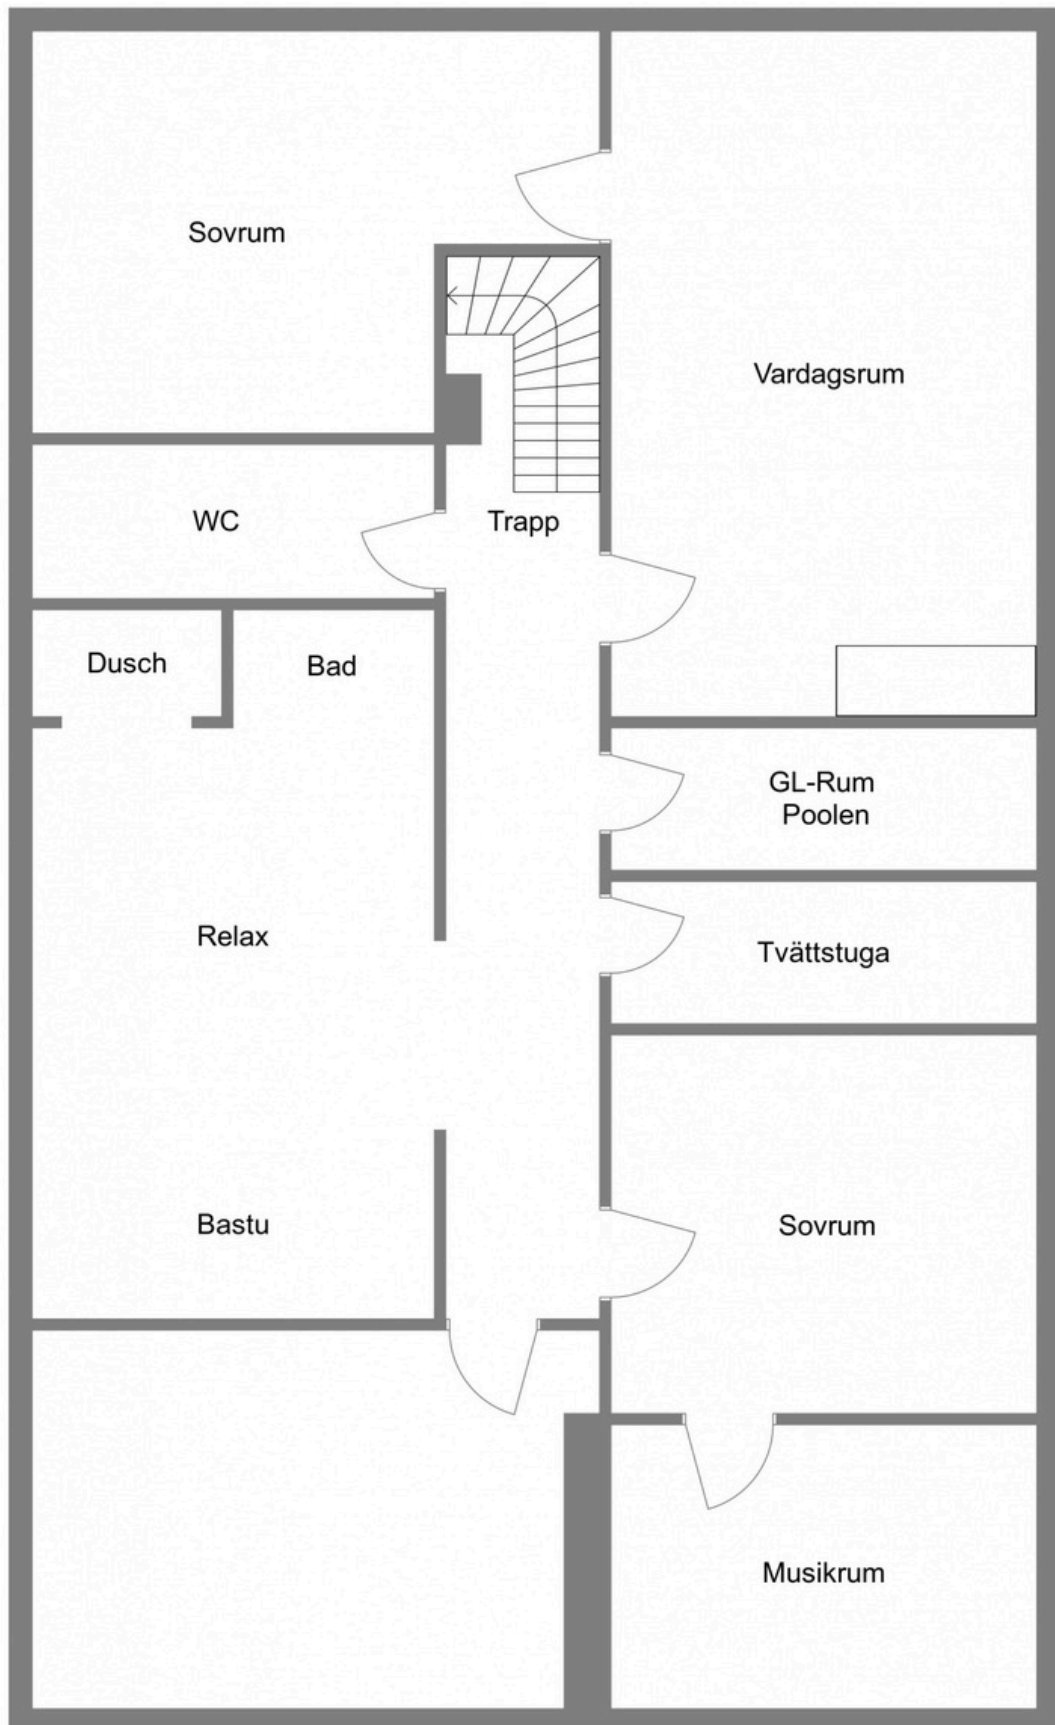 Sovrum
Vardagsrum
WC
Trapp
Dusch
Bad
GL-Rum
Poolen
Relax
Tvättstuga
Bastu
Sovrum
Musikrum